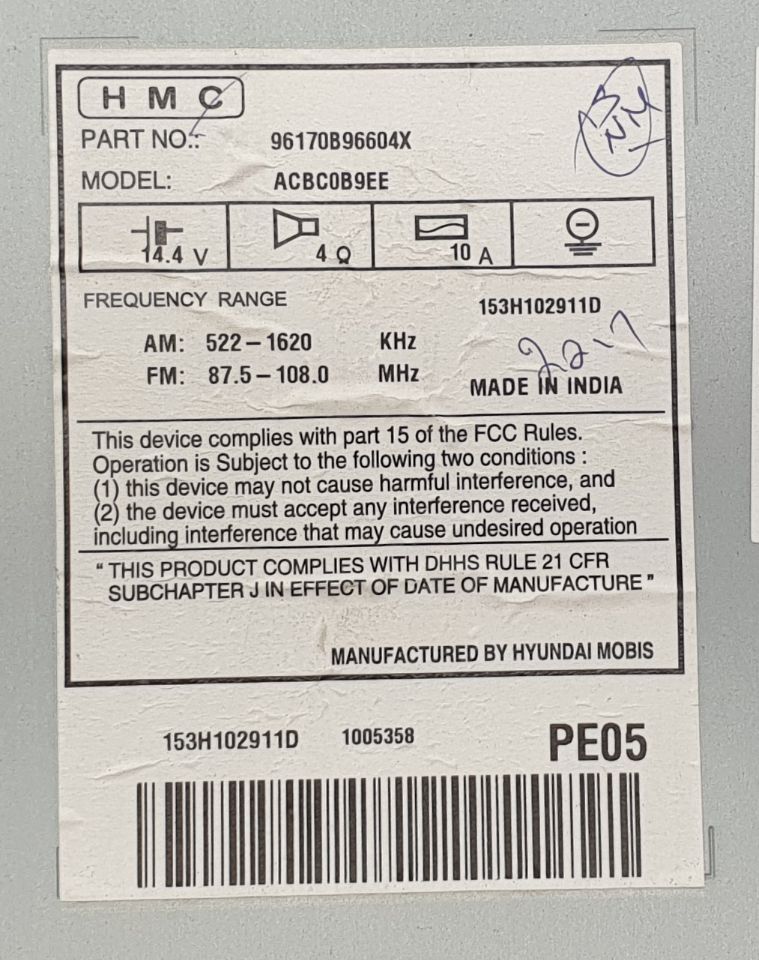 HMC
PART NO.: 96170B96604X
MODEL: ACBC0B9EE
14.4 V 4 Ω 10 A
FREQUENCY RANGE 153H102911D
AM: 522–1620 KHz
FM: 87.5–108.0 MHz
MADE IN INDIA
This device complies with part 15 of the FCC Rules.
Operation is Subject to the following two conditions :
(1) this device may not cause harmful interference, and
(2) the device must accept any interference received,
including interference that may cause undesired operation
“ THIS PRODUCT COMPLIES WITH DHHS RULE 21 CFR
SUBCHAPTER J IN EFFECT OF DATE OF MANUFACTURE ”
MANUFACTURED BY HYUNDAI MOBIS
153H102911D 1005358 PE05